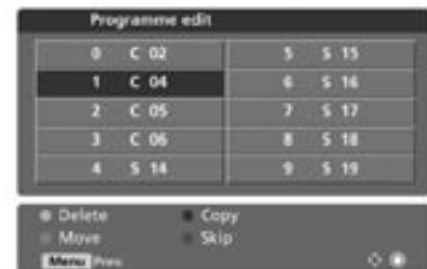 Programme edit
0 C 02 5 S 15
1 C 04 6 S 16
2 C 05 7 S 17
3 C 06 8 S 18
4 S 14 9 S 19
Delete Copy
Move Skip
Menu Prev.